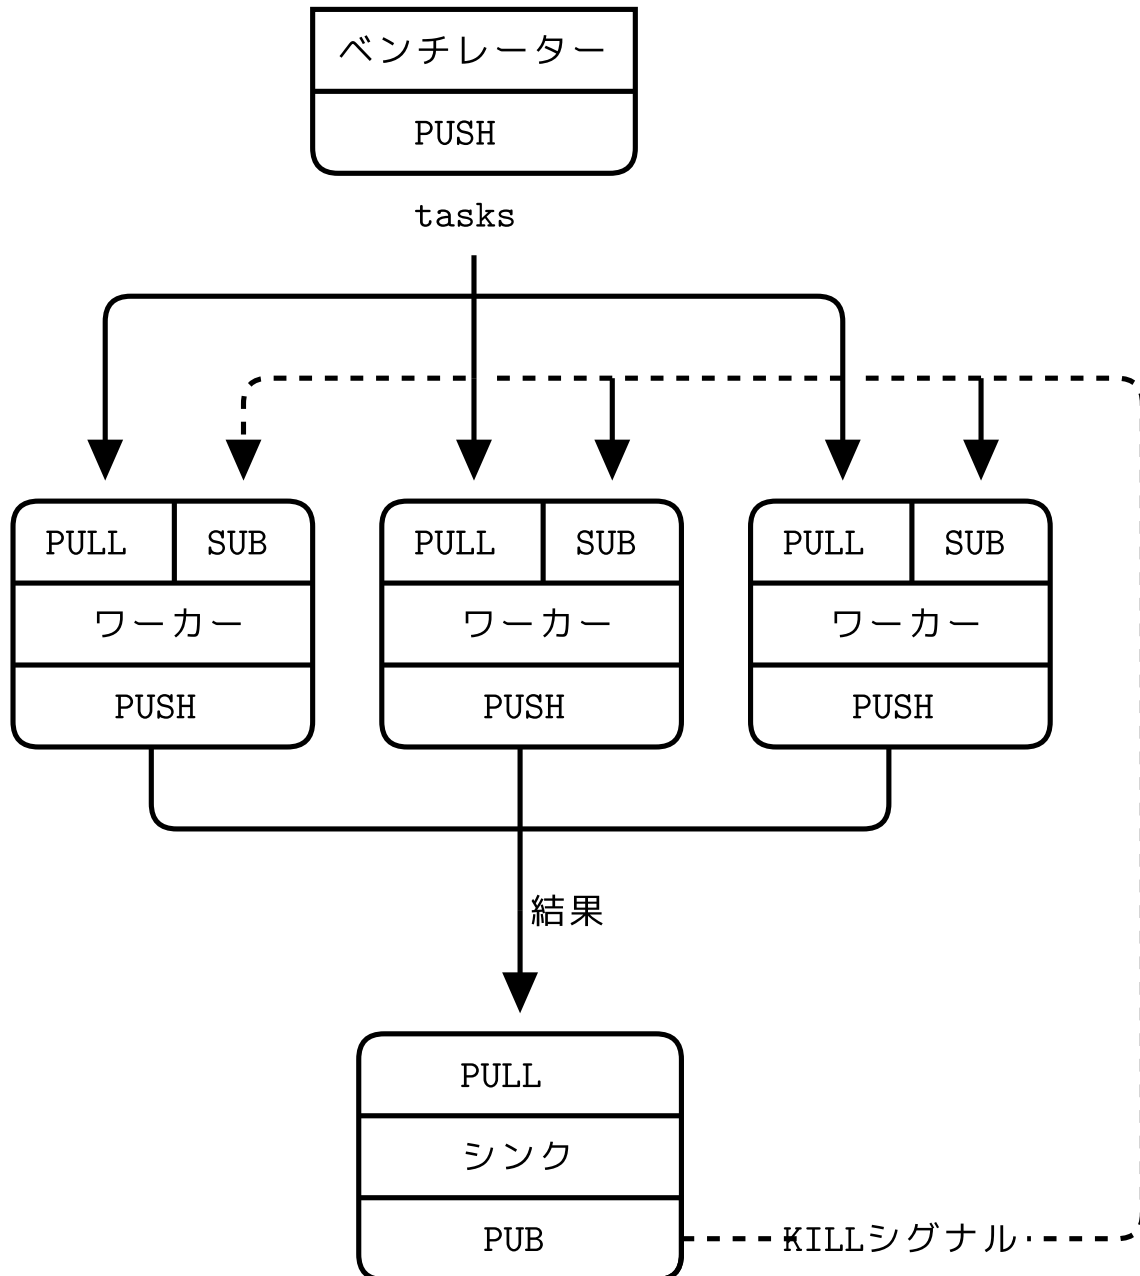 ベンチレーター
PUSH
tasks
PULL SUB PULL SUB PULL SUB
ワーカー ワーカー ワーカー
PUSH PUSH PUSH
結果
PULL
シンク
PUB KILLシグナル